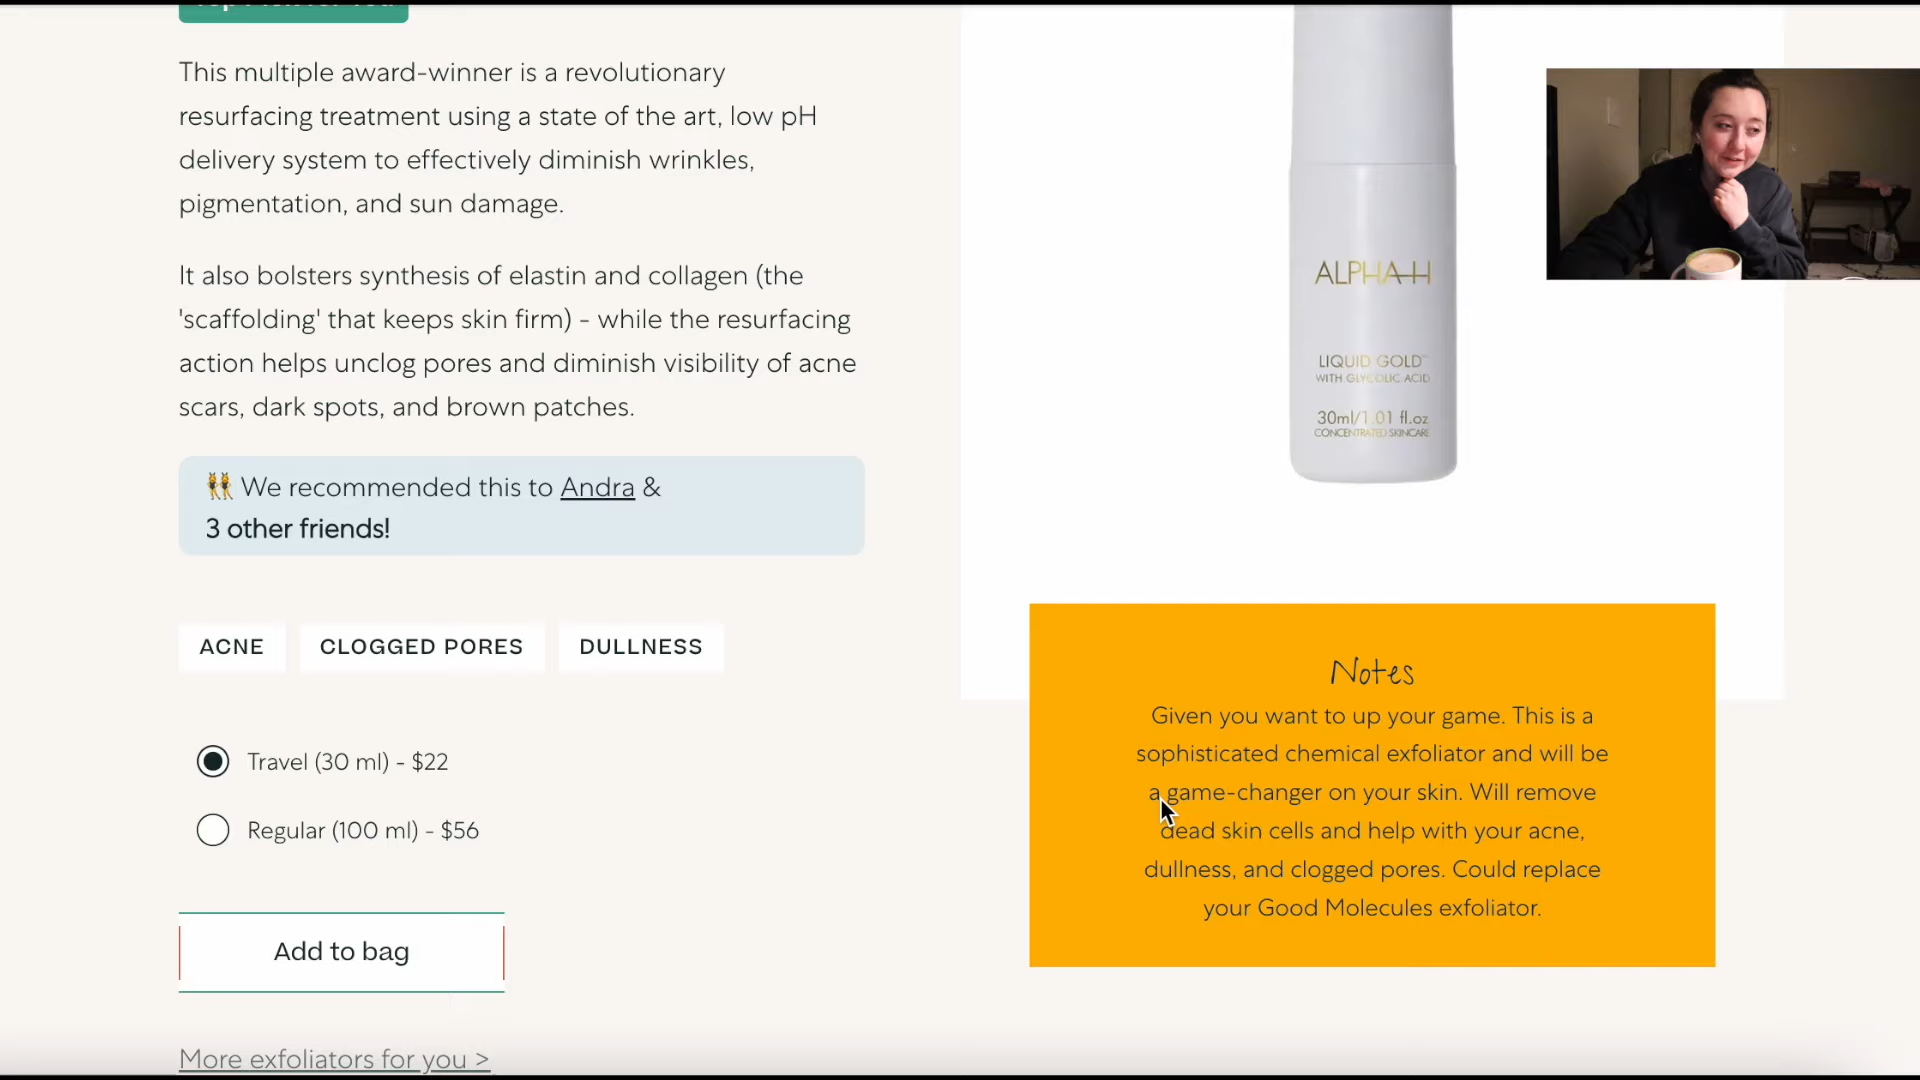 This multiple award-winner is a revolutionary
resurfacing treatment using a state of the art, low pH
delivery system to effectively diminish wrinkles,
pigmentation, and sun damage.
It also bolsters synthesis of elastin and collagen (the
'scaffolding' that keeps skin firm) - while the resurfacing
action helps unclog pores and diminish visibility of acne
scars, dark spots, and brown patches.
We recommended this to Andra &
3 other friends!
ACNE CLOGGED PORES DULLNESS
Travel (30 ml) - $22
Regular (100 ml) - $56
Add to bag
More exfoliators for you >
ALPHA-H
LIQUID GOLD™
WITH GLYCOLIC ACID
30ml/1.01 fl.oz
CONCENTRATED SKINCARE
Notes
Given you want to up your game. This is a
sophisticated chemical exfoliator and will be
a game-changer on your skin. Will remove
dead skin cells and help with your acne,
dullness, and clogged pores. Could replace
your Good Molecules exfoliator.